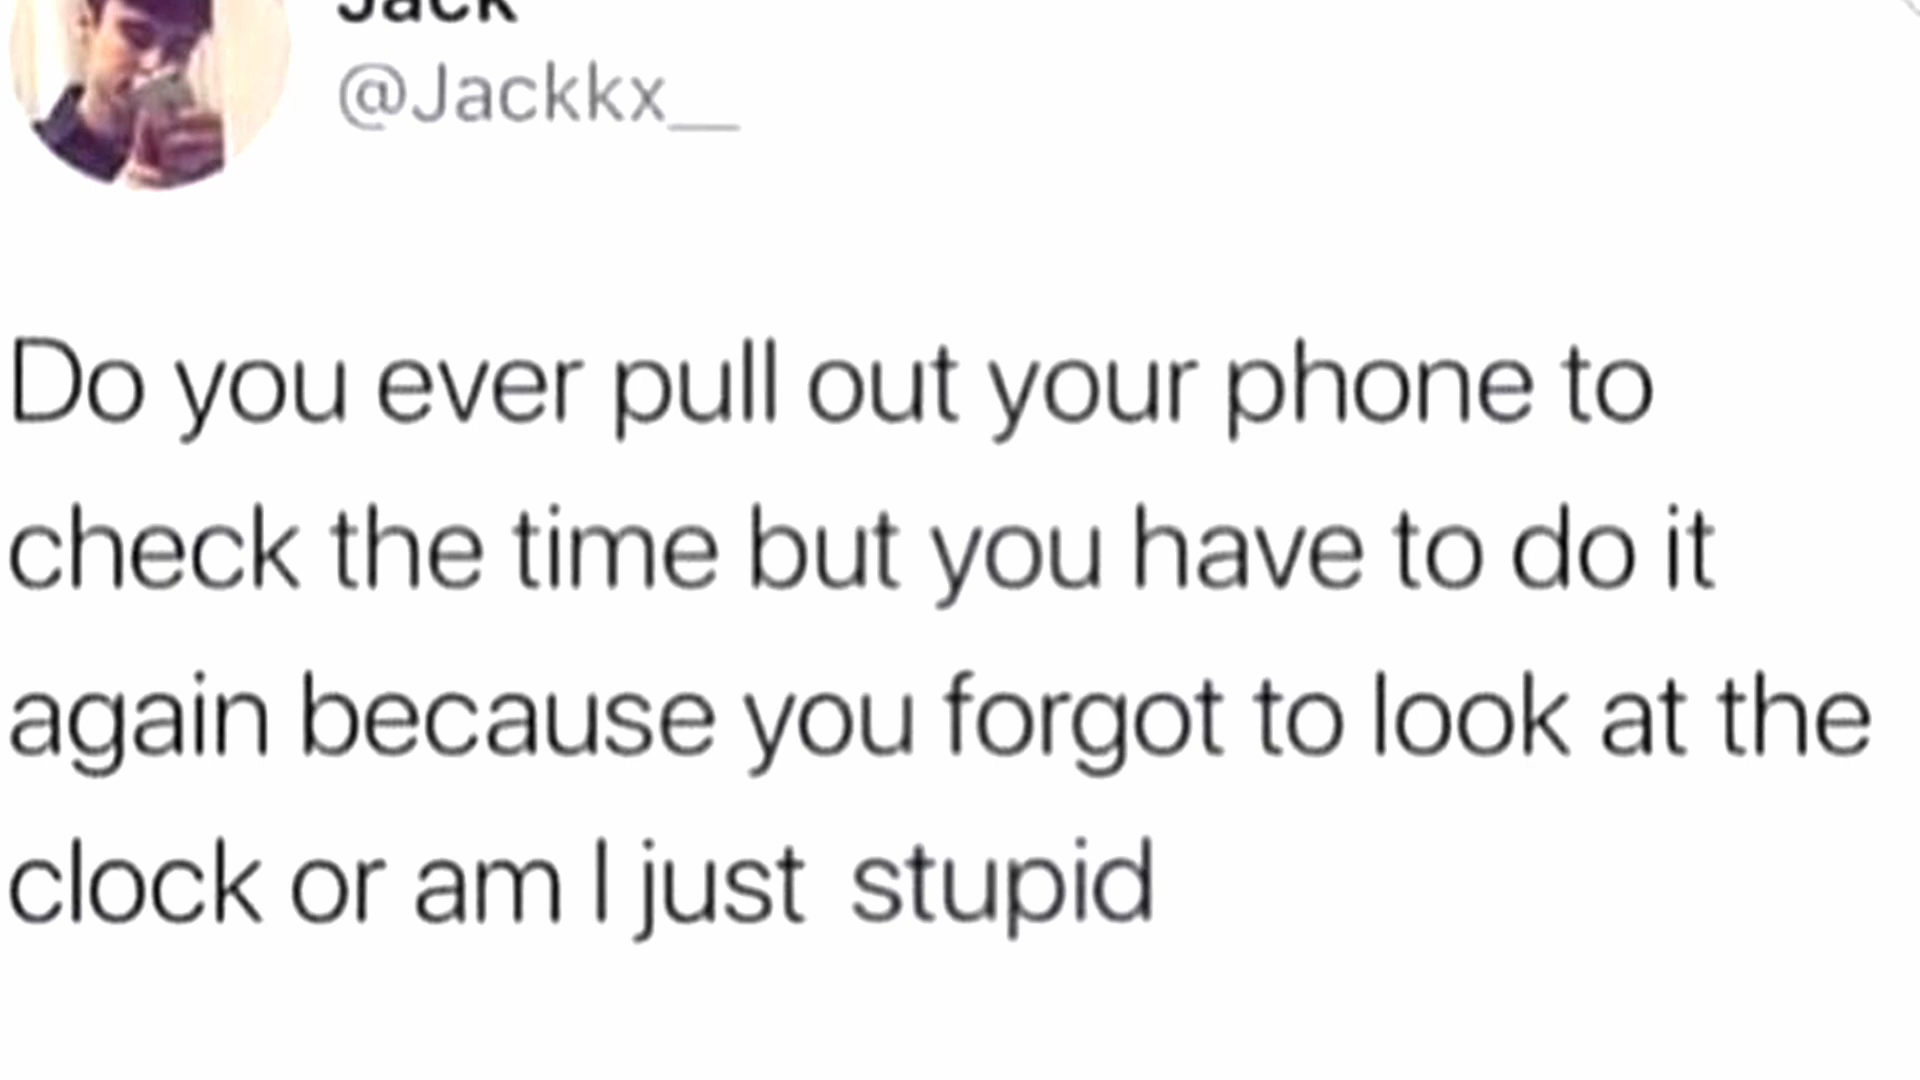 Jack
@Jackkx__
Do you ever pull out your phone to
check the time but you have to do it
again because you forgot to look at the
clock or am I just stupid